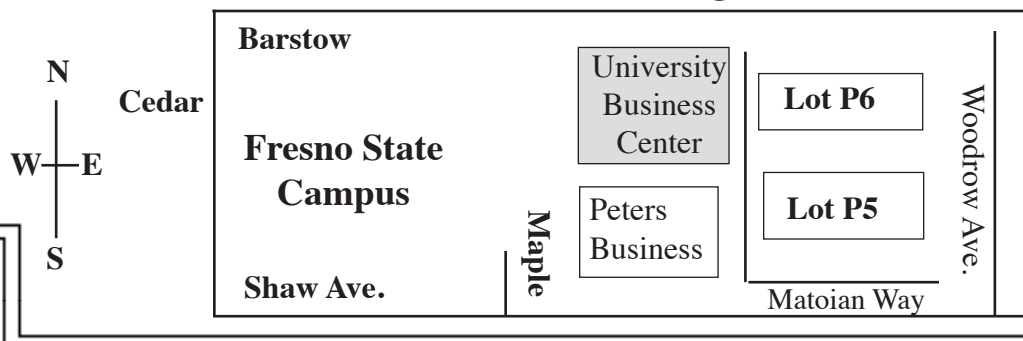 Barstow
N
Cedar
W E
S
Fresno State
Campus
Shaw Ave.
Maple
University
Business
Center
Peters
Business
Lot P6
Lot P5
Woodrow Ave.
Matoian Way